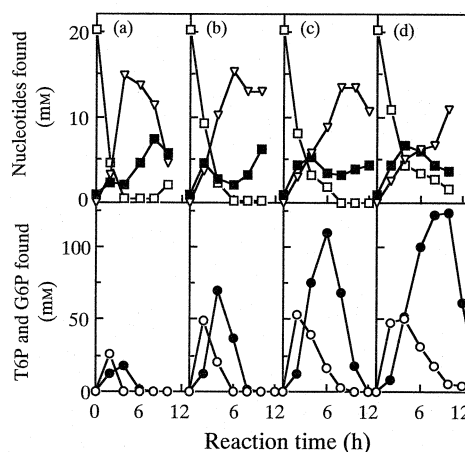 (a) (b) (c) (d)
Nucleotides found
(mM)
20
10
0
T6P and G6P found
(mM)
100
50
0
0 6 12 6 12 6 12 6 12
Reaction time (h)